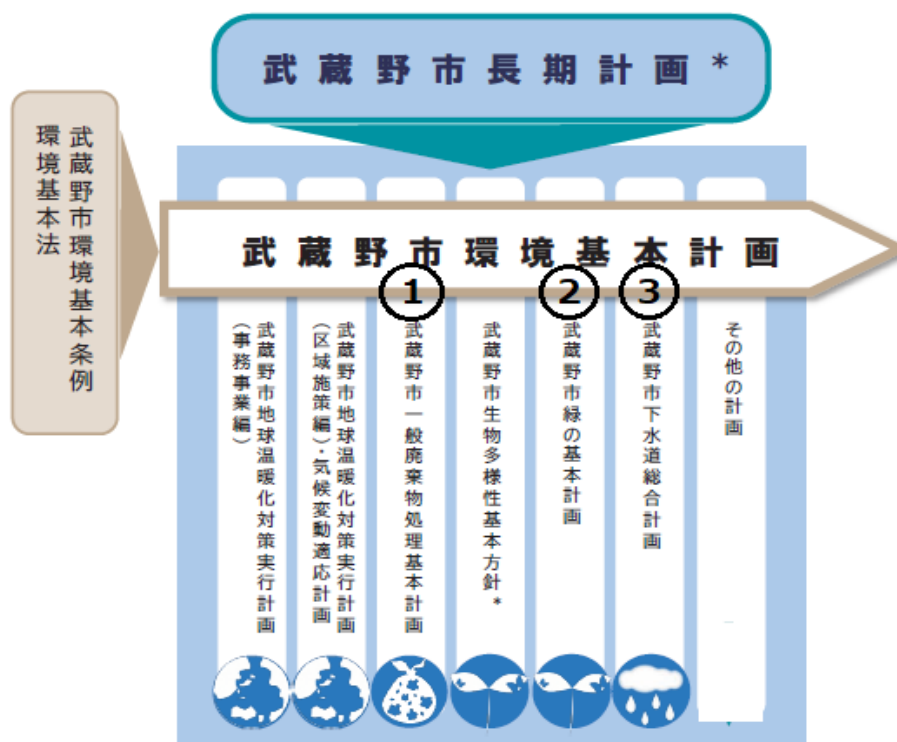 武蔵野市長期計画*
武蔵野市環境基本条例
環境基本法
武蔵野市環境基本計画
1
2
3
武蔵野市地球温暖化対策実行計画
（事務事業編）
武蔵野市地球温暖化対策実行計画
（区域施策編）・気候変動適応計画
武蔵野市一般廃棄物処理基本計画
武蔵野市生物多様性基本方針*
武蔵野市緑の基本計画
武蔵野市下水道総合計画
その他の計画